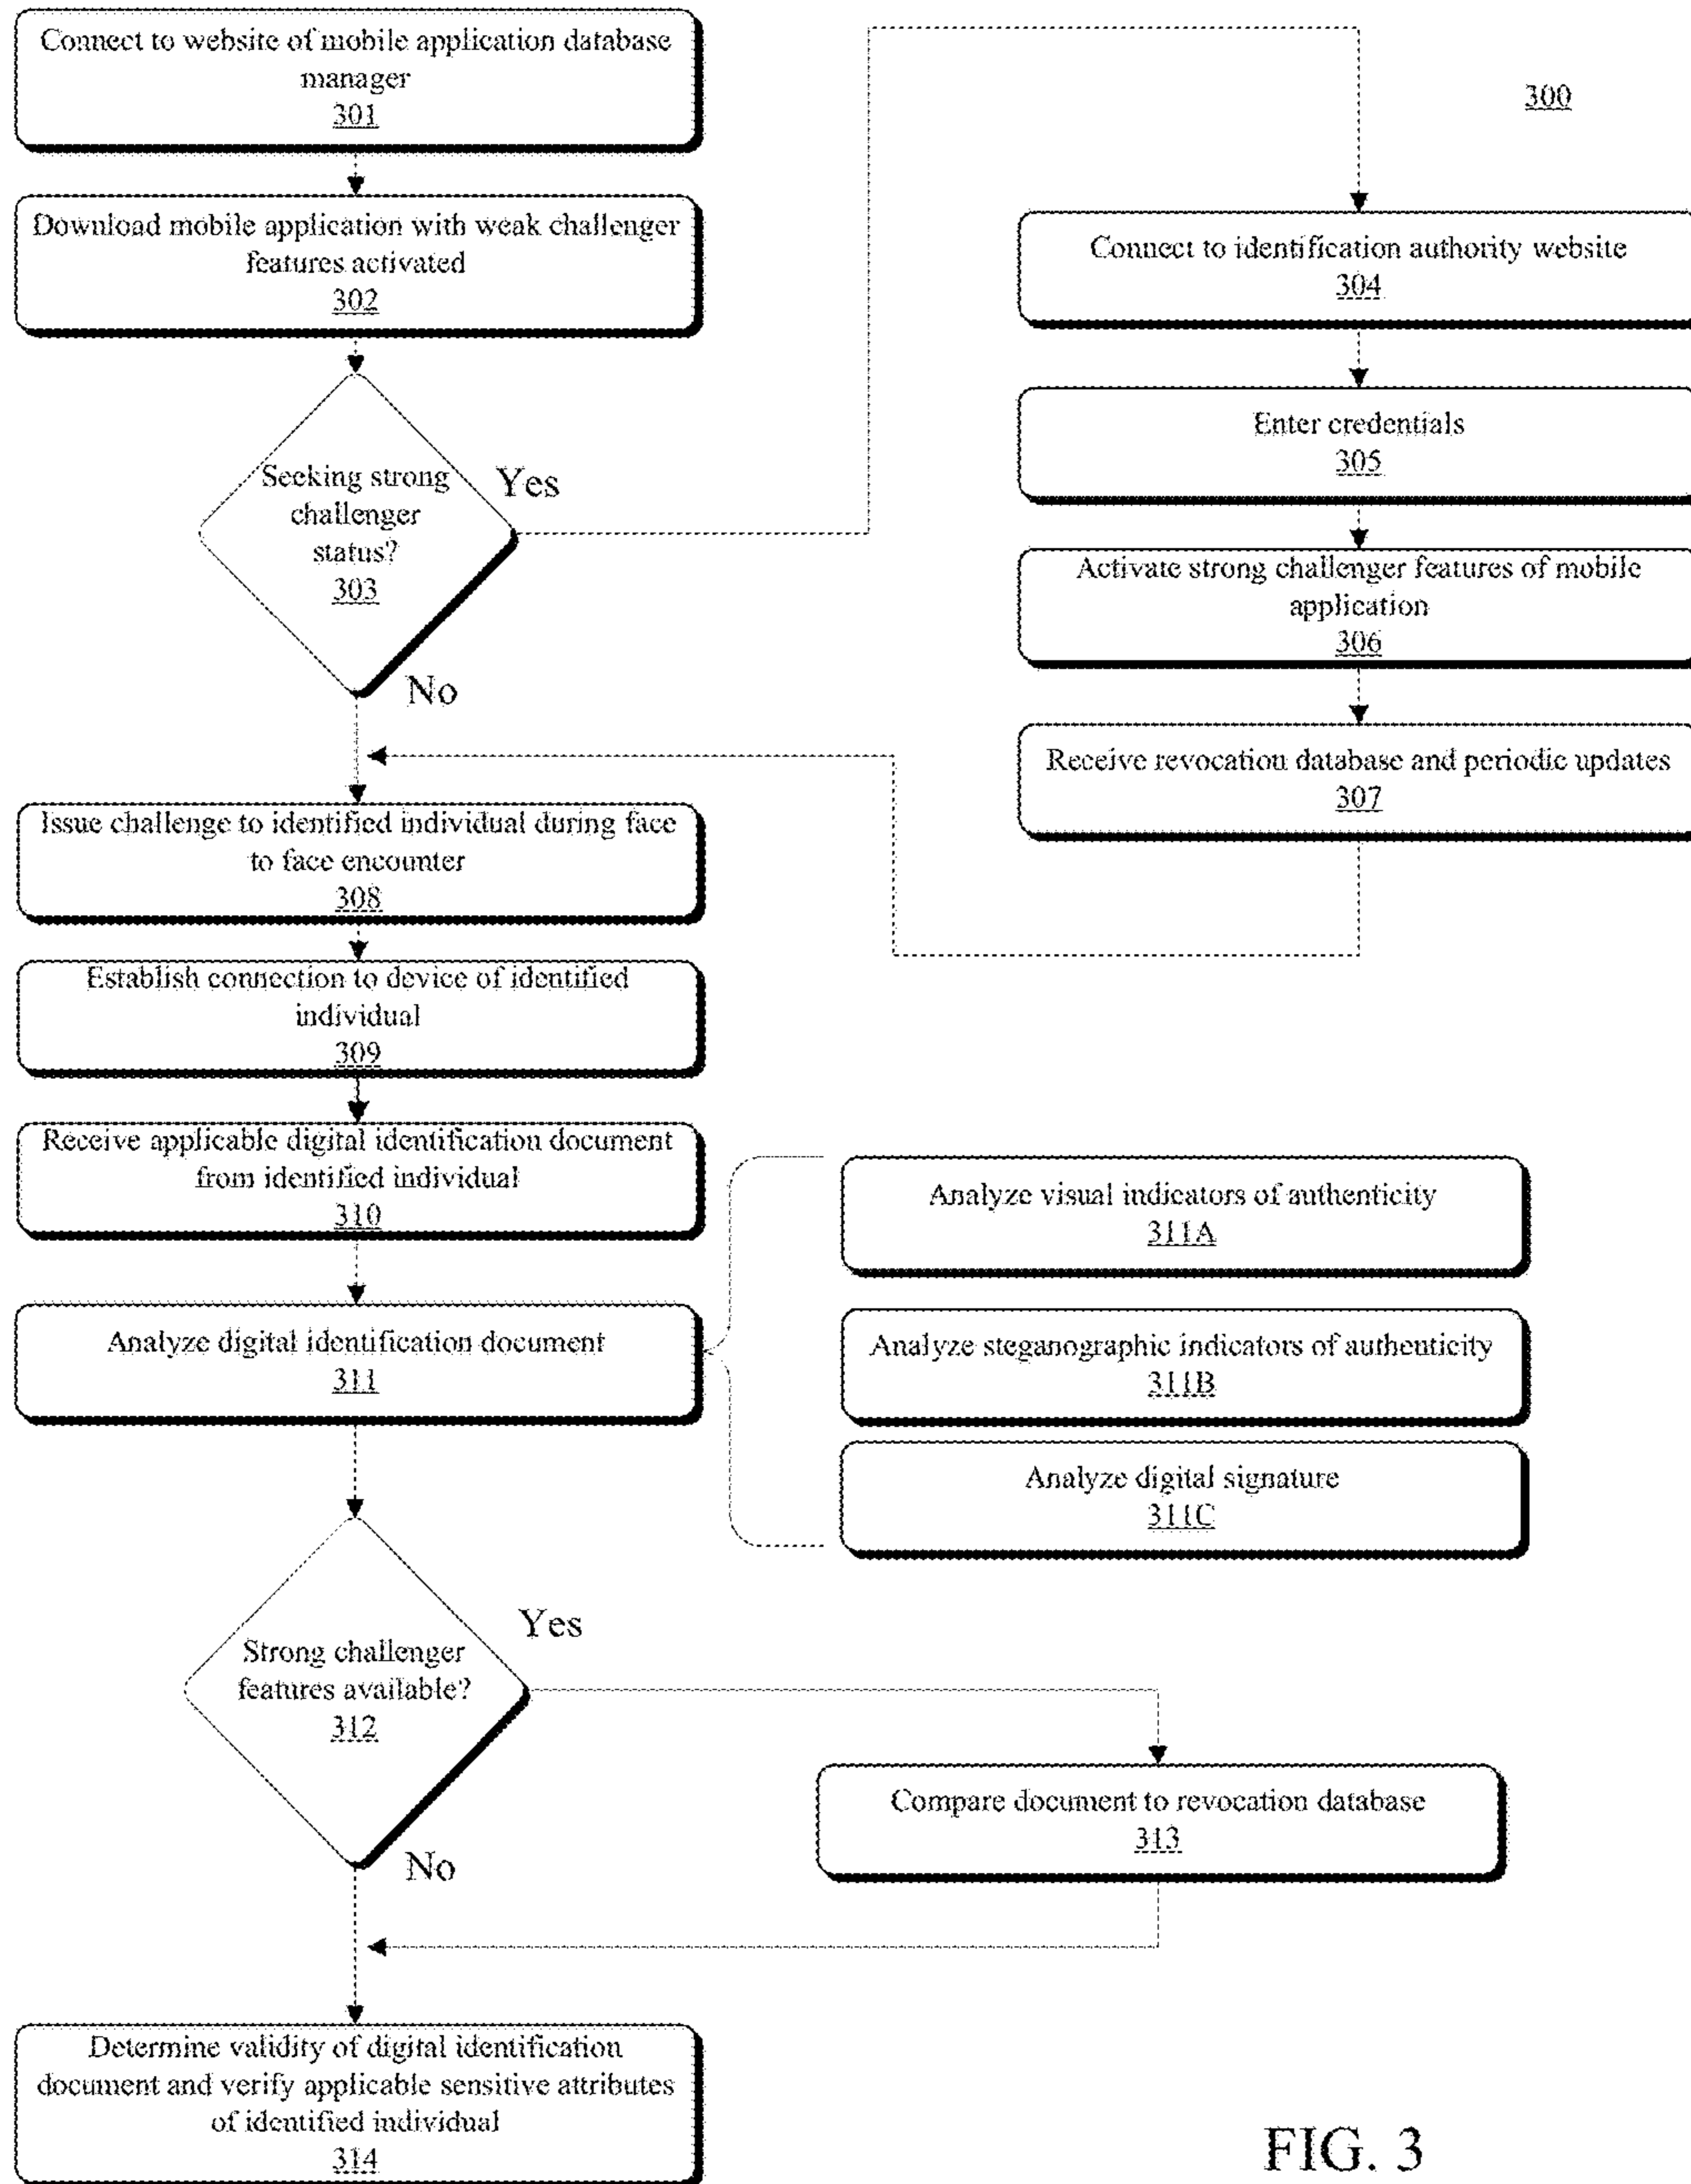 Connect to website of mobile application database
manager
301
300
Download mobile application with weak challenger
features activated
302
Connect to identification authority website
304
Seeking strong
challenger
status?
303
Yes
No
Enter credentials
305
Activate strong challenger features of mobile
application
306
Receive revocation database and periodic updates
307
Issue challenge to identified individual during face
to face encounter
308
Establish connection to device of identified
individual
309
Receive applicable digital identification document
from identified individual
310
Analyze digital identification document
311
Analyze visual indicators of authenticity
311A
Analyze steganographic indicators of authenticity
311B
Analyze digital signature
311C
Strong challenger
features available?
312
Yes
No
Compare document to revocation database
313
Determine validity of digital identification
document and verify applicable sensitive attributes
of identified individual
314
FIG. 3